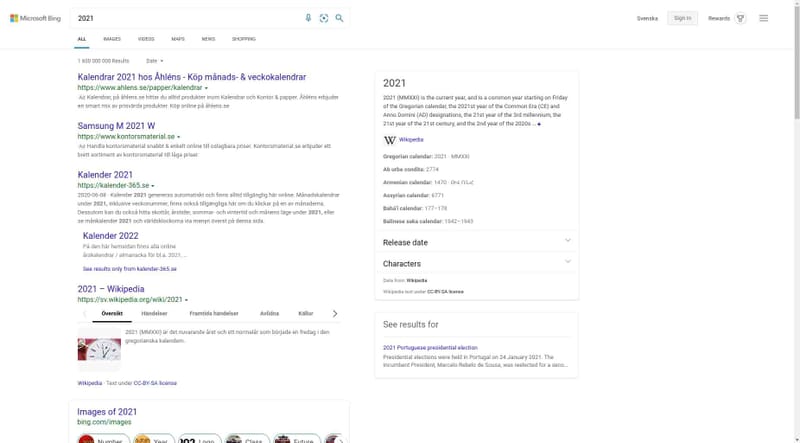 Microsoft Bing
2021
Svenska
Sign in
Rewards
ALL
IMAGES
VIDEOS
MAPS
NEWS
SHOPPING
1 600 000 000 Results
Date
Kalendrar 2021 hos Åhléns - Köp månads- & veckokalendrar
https://www.ahlens.se/papper/kalendrar
Ad Kalendrar, på åhlens.se hittar du alltid produkter inom Kalendrar och Kontor & papper. Åhléns erbjuder
en smart mix av prisvärda produkter. Köp online på åhlens.se
Samsung M 2021 W
https://www.kontorsmaterial.se
Ad Handla kontorsmaterial snabbt & enkelt online till oslagbara priser. Kontorsmaterial.se erbjuder ett
brett sortiment av kontorsmaterial till låga priser.
Kalender 2021
https://kalender-365.se
2020-06-08 · Kalender 2021 genereras automatiskt och finns alltid tillgänglig här online. Månadskalendrar
under 2021, inklusive veckonummer, finns också tillgängliga här om du klickar på en av månaderna.
Dessutom kan du också hitta skottår, årstider, sommar- och vintertid och månens läge under 2021, eller
se månkalender 2021 och världsklockorna via menyn överst på denna sida.
Kalender 2022
På den här hemsidan finns alla online
årskalendrar / almanacka för bl.a. 2021, ...
See results only from kalender-365.se
2021 – Wikipedia
https://sv.wikipedia.org/wiki/2021
Översikt
Händelser
Framtida händelser
Avlidna
Källor
2021 (MMXXI) är det nuvarande året och ett normalår som började en fredag i den
gregorianska kalendern.
Wikipedia · Text under CC-BY-SA license
Images of 2021
bing.com/images
Number
Year
Logo
Class
Future
2021
2021 (MMXXI) is the current year, and is a common year starting on Friday
of the Gregorian calendar, the 2021st year of the Common Era (CE) and
Anno Domini (AD) designations, the 21st year of the 3rd millennium, the
21st year of the 21st century, and the 2nd year of the 2020s ...
W Wikipedia
Gregorian calendar: 2021 · MMXXI
Ab urbe condita: 2774
Armenian calendar: 1470 ·
Assyrian calendar: 6771
Bahá'í calendar: 177–178
Balinese saka calendar: 1942–1943
Release date
Characters
Data from: Wikipedia
Wikipedia text under CC-BY-SA license
See results for
2021 Portuguese presidential election
Presidential elections were held in Portugal on 24 January 2021. The
incumbent President, Marcelo Rebelo de Sousa, was reelected for a seco...